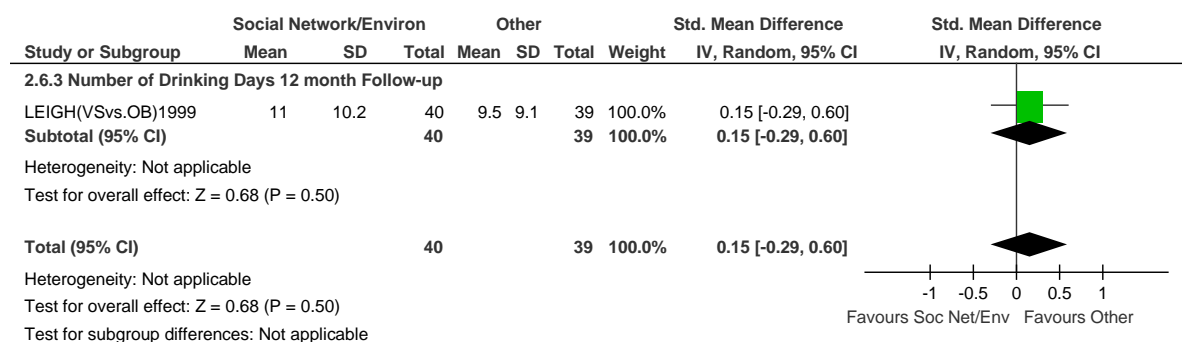 Social Network/Environ Other Std. Mean Difference Std. Mean Difference
Study or Subgroup Mean SD Total Mean SD Total Weight IV, Random, 95% CI IV, Random, 95% CI
2.6.3 Number of Drinking Days 12 month Follow-up
LEIGH(VSvs.OB)1999 11 10.2 40 9.5 9.1 39 100.0% 0.15 [-0.29, 0.60]
Subtotal (95% CI) 40 39 100.0% 0.15 [-0.29, 0.60]
Heterogeneity: Not applicable
Test for overall effect: Z = 0.68 (P = 0.50)
Total (95% CI) 40 39 100.0% 0.15 [-0.29, 0.60]
Heterogeneity: Not applicable
Test for overall effect: Z = 0.68 (P = 0.50)
Test for subgroup differences: Not applicable
-1 -0.5 0 0.5 1
Favours Soc Net/Env Favours Other